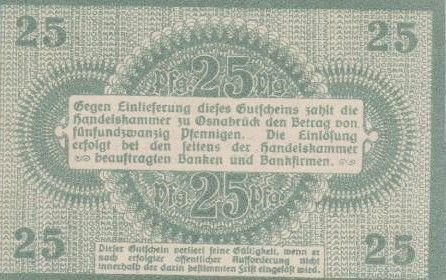 25 25
Pfg 25 Pfg
Gegen Einlieferung dieses Gutscheins zahlt die
Handelskammer zu Osnabrück den Betrag von
fünfundzwanzig Pfennigen. Die Einlösung
erfolgt bei den seitens der Handelskammer
beauftragten Banken und Bankfirmen.
Pfg 25 Pfg
25 25
Dieser Gutschein verliert seine Gültigkeit, wenn er
nach erfolgter öffentlicher Aufforderung nicht
innerhalb der darin bestimmten Frist eingelöst wird.